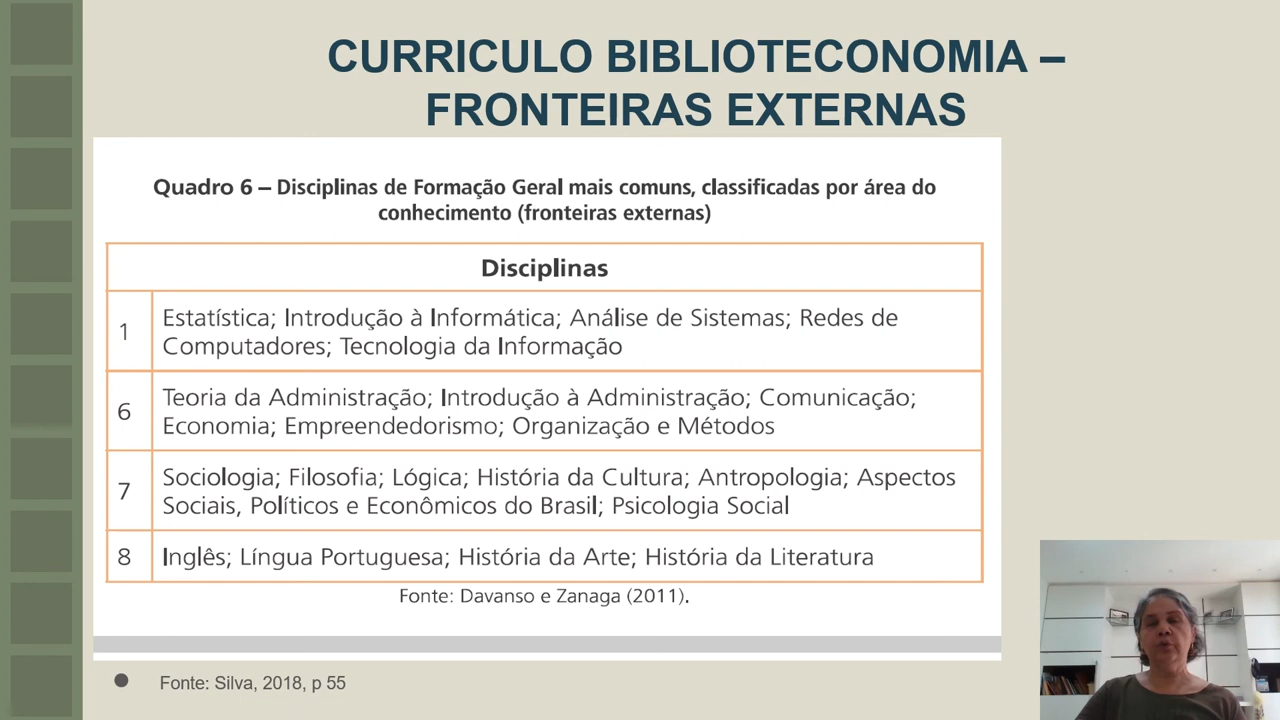 CURRICULO BIBLIOTECONOMIA –
FRONTEIRAS EXTERNAS
Quadro 6 – Disciplinas de Formação Geral mais comuns, classificadas por área do
conhecimento (fronteiras externas)
Disciplinas
1 Estatística; Introdução à Informática; Análise de Sistemas; Redes de
Computadores; Tecnologia da Informação
6 Teoria da Administração; Introdução à Administração; Comunicação;
Economia; Empreendedorismo; Organização e Métodos
7 Sociologia; Filosofia; Lógica; História da Cultura; Antropologia; Aspectos
Sociais, Políticos e Econômicos do Brasil; Psicologia Social
8 Inglês; Língua Portuguesa; História da Arte; História da Literatura
Fonte: Davanso e Zanaga (2011).
Fonte: Silva, 2018, p 55